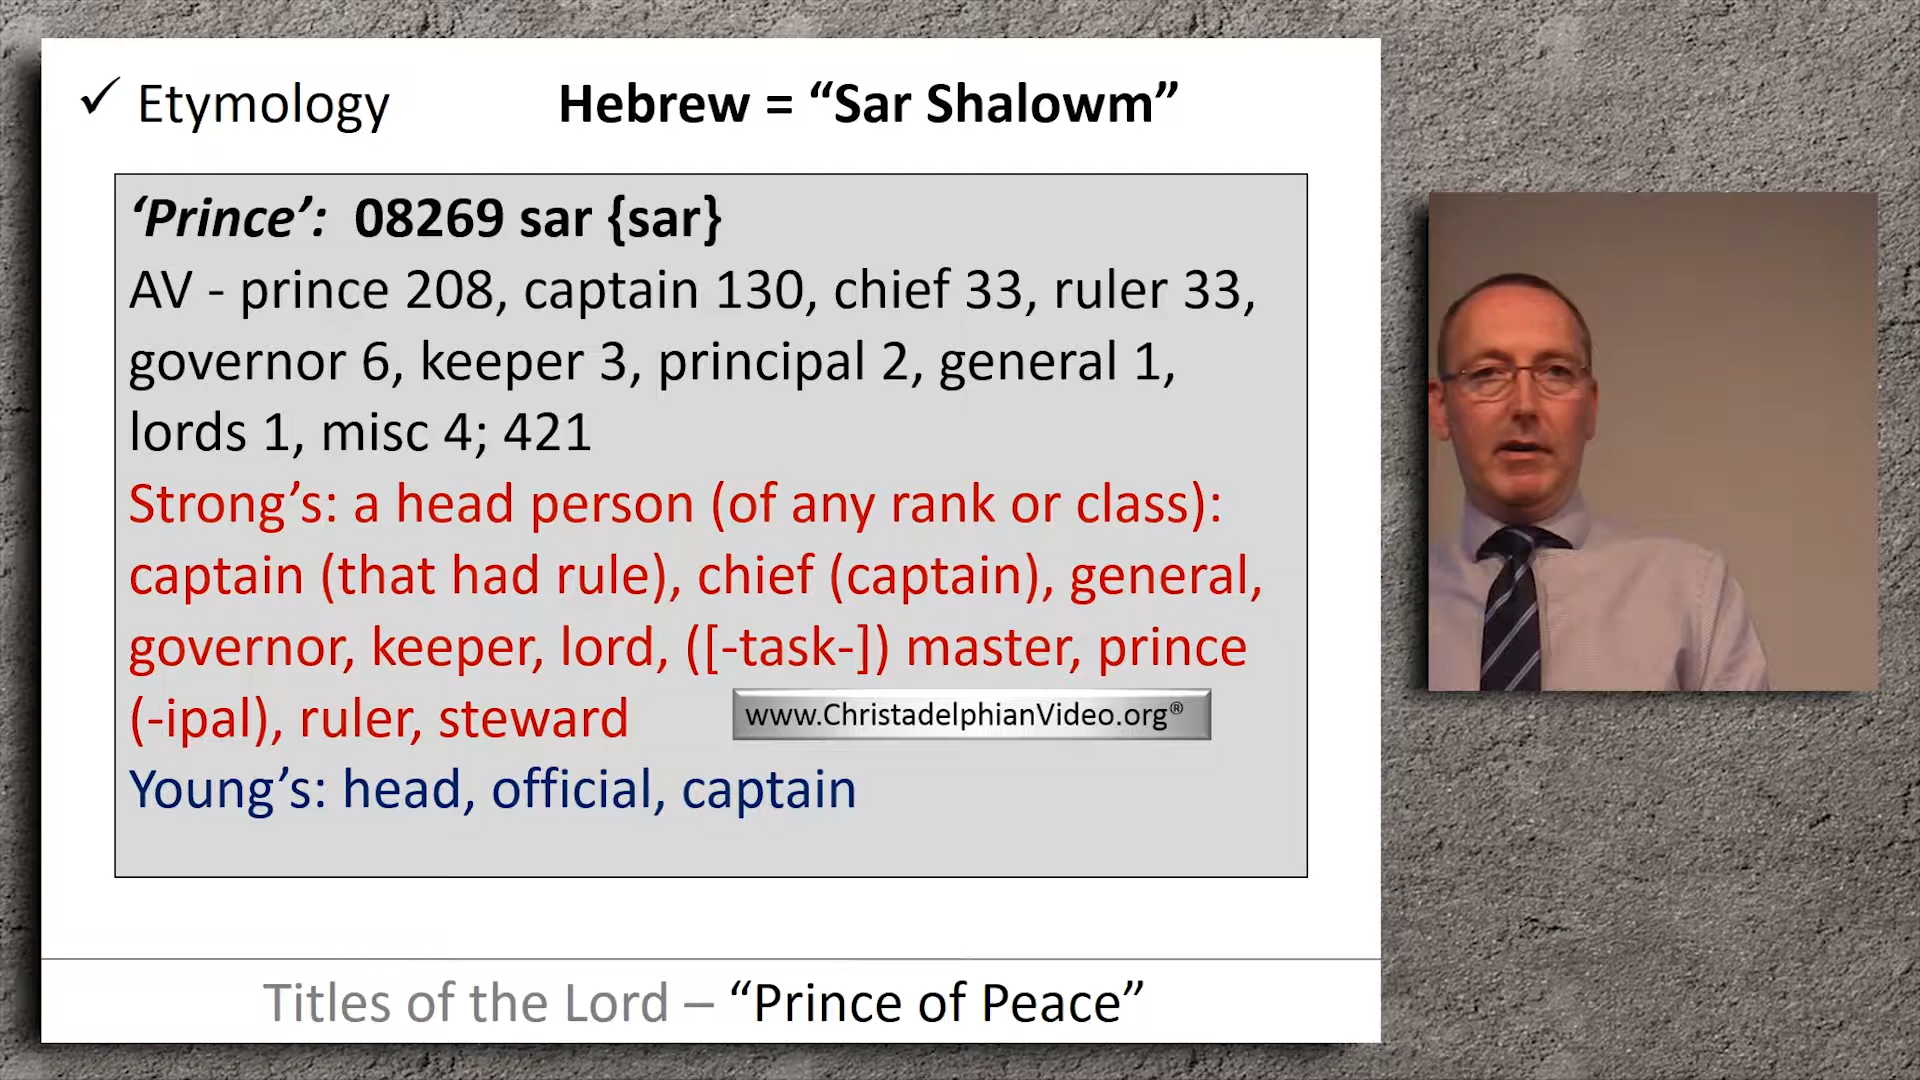 ✓ Etymology Hebrew = “Sar Shalowm”
‘Prince’: 08269 sar {sar}
AV - prince 208, captain 130, chief 33, ruler 33,
governor 6, keeper 3, principal 2, general 1,
lords 1, misc 4; 421
Strong’s: a head person (of any rank or class):
captain (that had rule), chief (captain), general,
governor, keeper, lord, ([-task-]) master, prince
(-ipal), ruler, steward
www.ChristadelphianVideo.org®
Young’s: head, official, captain
Titles of the Lord – “Prince of Peace”